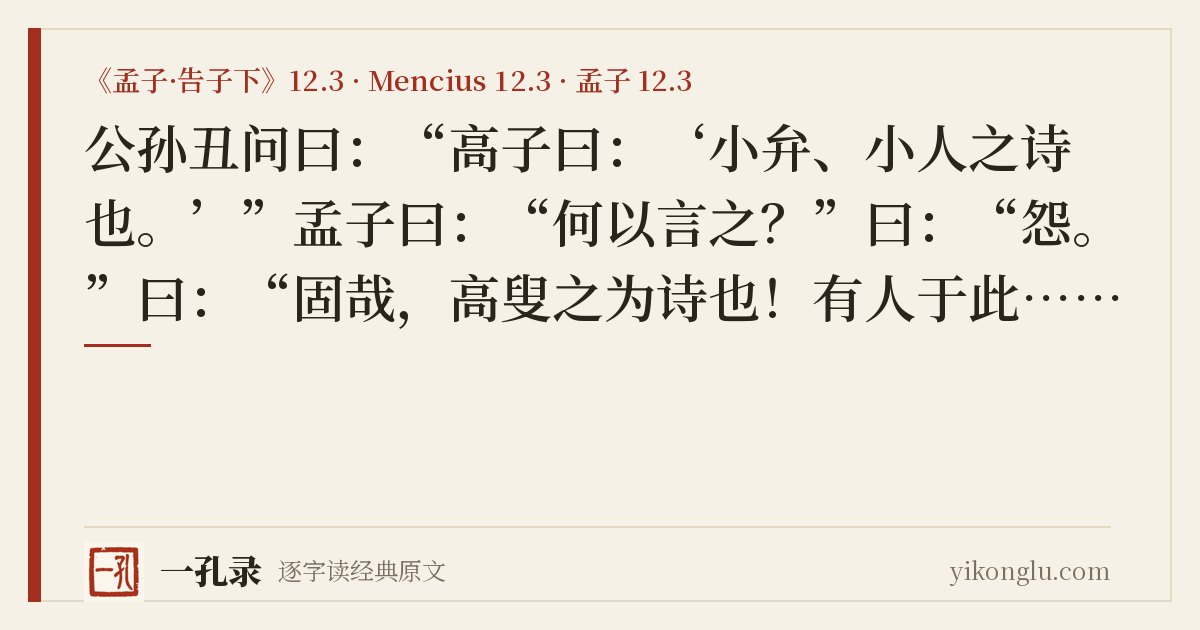 《孟子·告子下》12.3 · Mencius 12.3 · 孟子 12.3
公孙丑问曰：“高子曰：‘小弁、小人之诗
也。’”孟子曰：“何以言之？”曰：“怨。
”曰：“固哉，高叟之为诗也！有人于此……
一孔
一孔录 逐字读经典原文
yikonglu.com